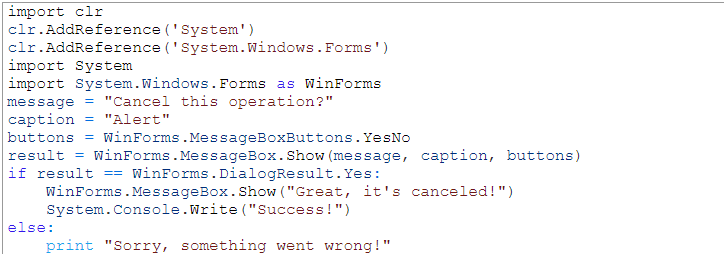 import clr
clr.AddReference('System')
clr.AddReference('System.Windows.Forms')
import System
import System.Windows.Forms as WinForms
message = "Cancel this operation?"
caption = "Alert"
buttons = WinForms.MessageBoxButtons.YesNo
result = WinForms.MessageBox.Show(message, caption, buttons)
if result == WinForms.DialogResult.Yes:
    WinForms.MessageBox.Show("Great, it's canceled!")
    System.Console.Write("Success!")
else:
    print "Sorry, something went wrong!"